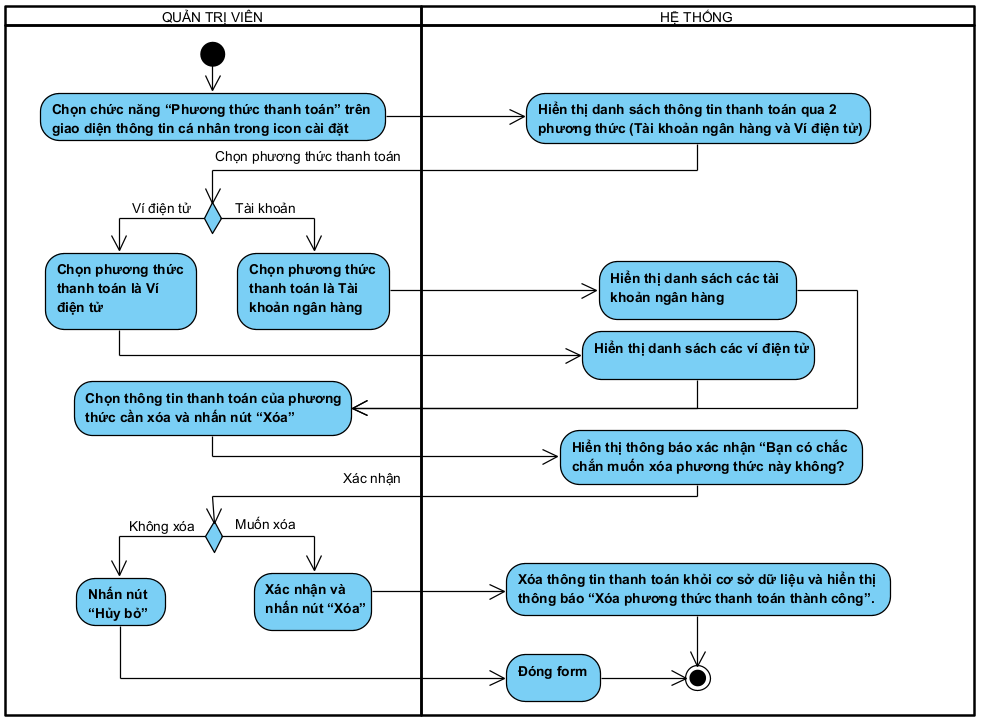 QUẢN TRỊ VIÊN
HỆ THỐNG
Chọn chức năng “Phương thức thanh toán” trên
giao diện thông tin cá nhân trong icon cài đặt
Hiển thị danh sách thông tin thanh toán qua 2
phương thức (Tài khoản ngân hàng và Ví điện tử)
Chọn phương thức thanh toán
Ví điện tử
Tài khoản
Chọn phương thức
thanh toán là Ví
điện tử
Chọn phương thức
thanh toán là Tài
khoản ngân hàng
Hiển thị danh sách các tài
khoản ngân hàng
Hiển thị danh sách các ví điện tử
Chọn thông tin thanh toán của phương
thức cần xóa và nhấn nút “Xóa”
Hiển thị thông báo xác nhận “Bạn có chắc
chắn muốn xóa phương thức này không?
Xác nhận
Không xóa
Muốn xóa
Nhấn nút
“Hủy bỏ”
Xác nhận và
nhấn nút “Xóa”
Xóa thông tin thanh toán khỏi cơ sở dữ liệu và hiển thị
thông báo “Xóa phương thức thanh toán thành công”.
Đóng form